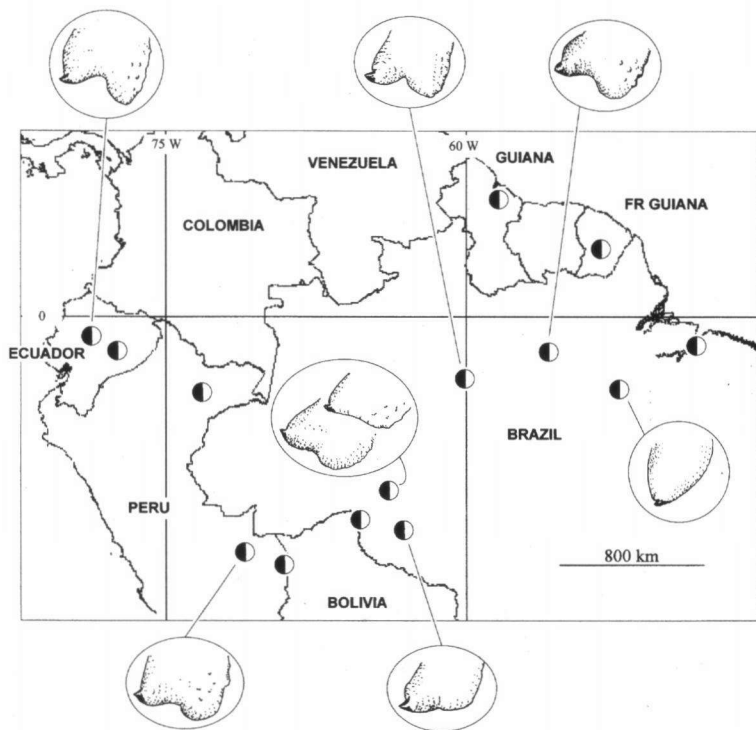 75 W
60 W
VENEZUELA
GUIANA
FR GUIANA
COLOMBIA
0
ECUADOR
BRAZIL
PERU
800 km
BOLIVIA